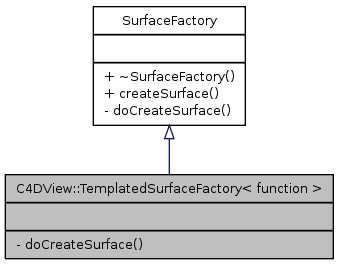 SurfaceFactory
+ ~SurfaceFactory()
+ createSurface()
- doCreateSurface()
C4DView::TemplatedSurfaceFactory< function >
- doCreateSurface()